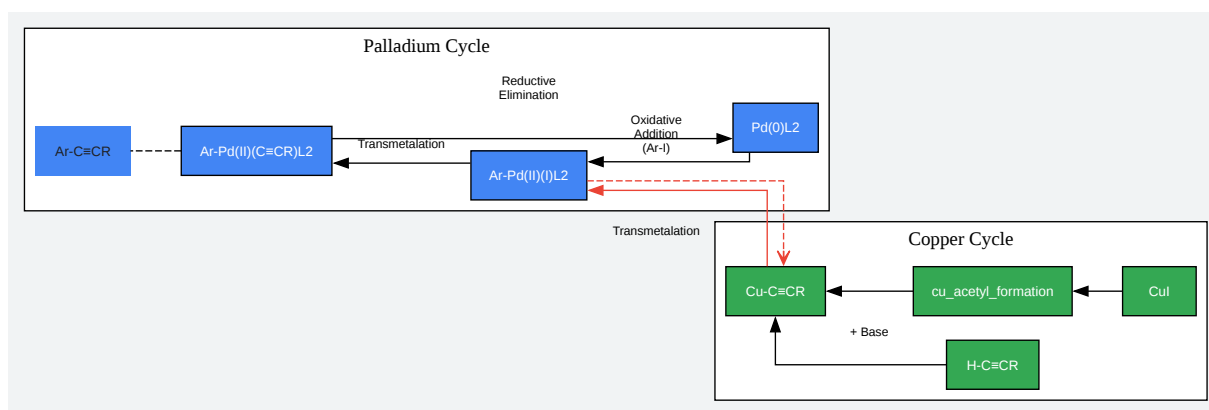 Palladium Cycle
Reductive
Elimination
Oxidative
Addition
(Ar-I)
Pd(0)L2
Ar-C≡CR
Ar-Pd(II)(C≡CR)L2
Transmetalation
Ar-Pd(II)(I)L2
Transmetalation
Copper Cycle
Cu-C≡CR
cu_acetyl_formation
CuI
+ Base
H-C≡CR